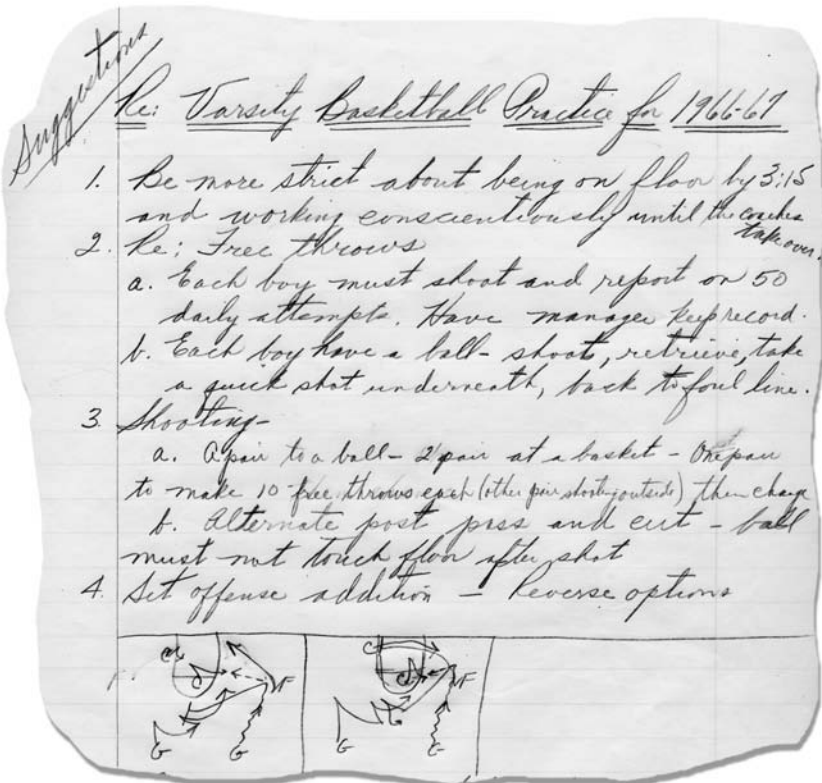 Suggestions
Re: Varsity Basketball Practice for 1966-67
1. Be more strict about being on floor by 3:15
and working conscientiously until the coaches
take over.
2. Re: Free throws
a. Each boy must shoot and report on 50
daily attempts. Have manager keep record.
b. Each boy have a ball - shoot, retrieve, take
a quick shot underneath, back to foul line.
3. Shooting -
a. A pair to a ball - 2 pair at a basket - One pair
to make 10 free throws each (other pair shooting outside) then change
b. Alternate post pass and cut - ball
must not touch floor after shot
4. Set offense addition - Reverse options
C F
G G
C F
G G